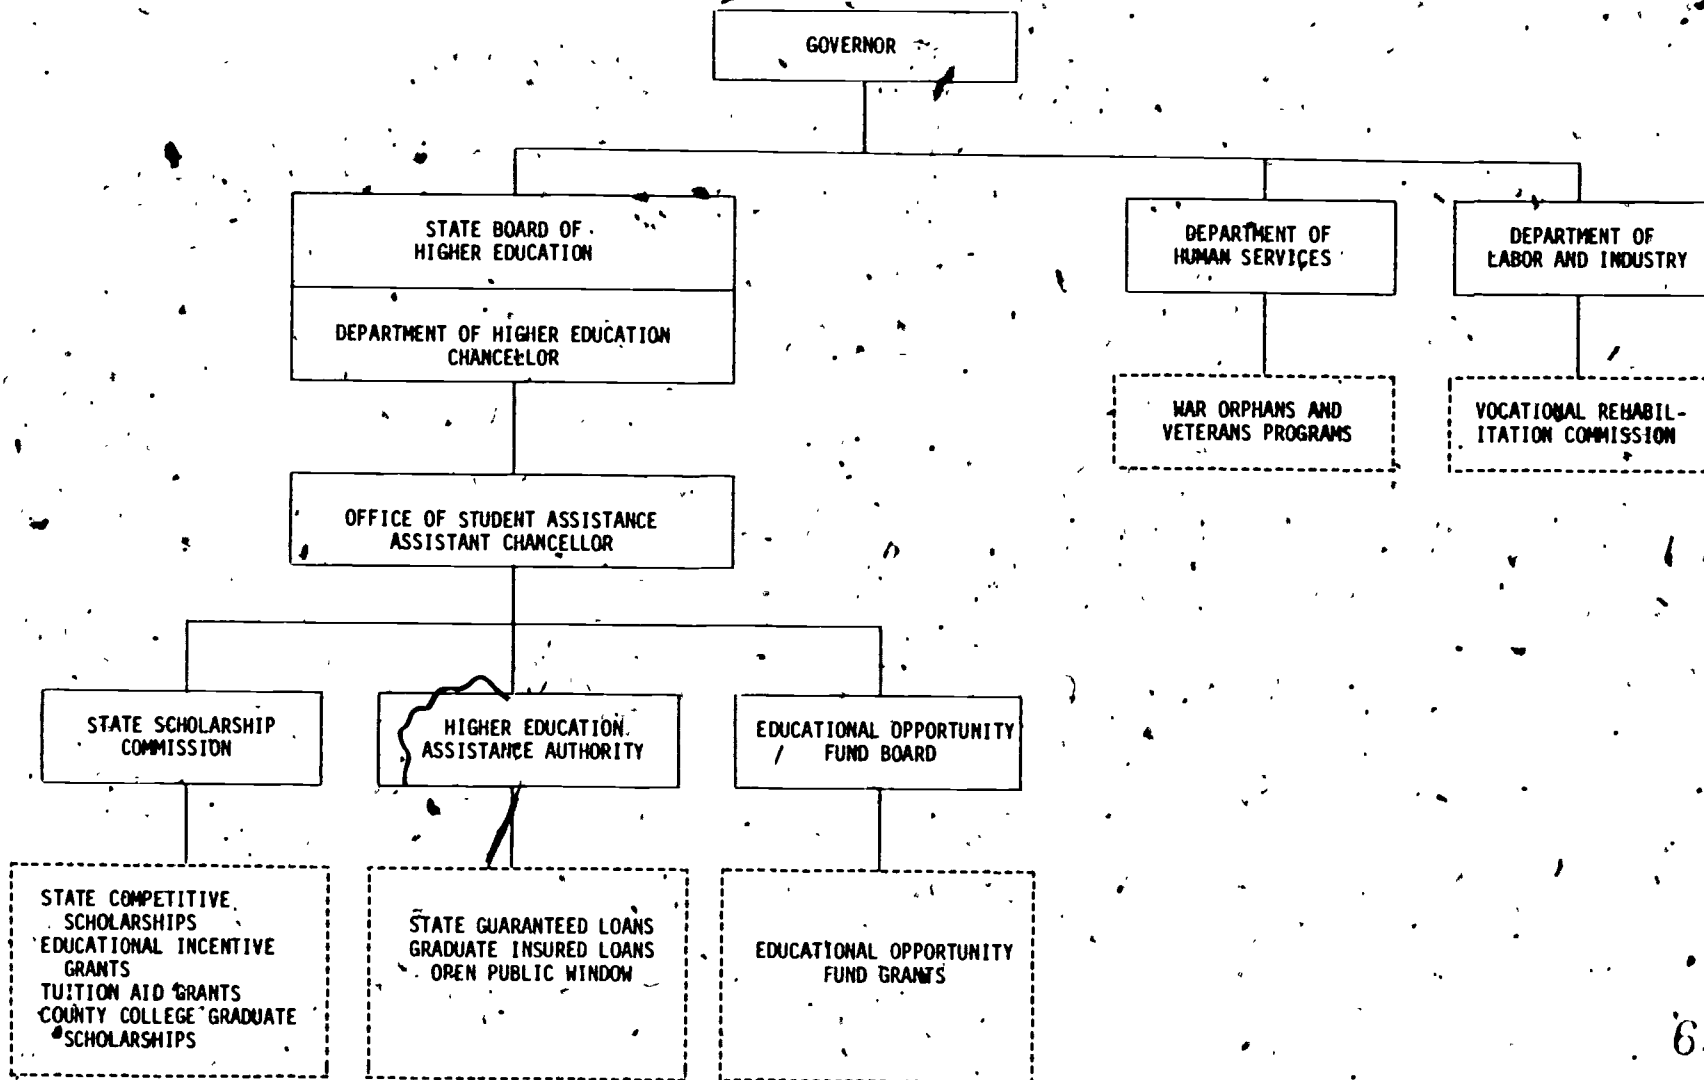 GOVERNOR
STATE BOARD OF
HIGHER EDUCATION
DEPARTMENT OF HIGHER EDUCATION
CHANCELLOR
DEPARTMENT OF
HUMAN SERVICES
DEPARTMENT OF
LABOR AND INDUSTRY
WAR ORPHANS AND
VETERANS PROGRAMS
VOCATIONAL REHABIL-
ITATION COMMISSION
OFFICE OF STUDENT ASSISTANCE
ASSISTANT CHANCELLOR
STATE SCHOLARSHIP
COMMISSION
HIGHER EDUCATION
ASSISTANCE AUTHORITY
EDUCATIONAL OPPORTUNITY
FUND BOARD
STATE COMPETITIVE
SCHOLARSHIPS
EDUCATIONAL INCENTIVE
GRANTS
TUITION AID GRANTS
COUNTY COLLEGE GRADUATE
SCHOLARSHIPS
STATE GUARANTEED LOANS
GRADUATE INSURED LOANS
OPEN PUBLIC WINDOW
EDUCATIONAL OPPORTUNITY
FUND GRANTS